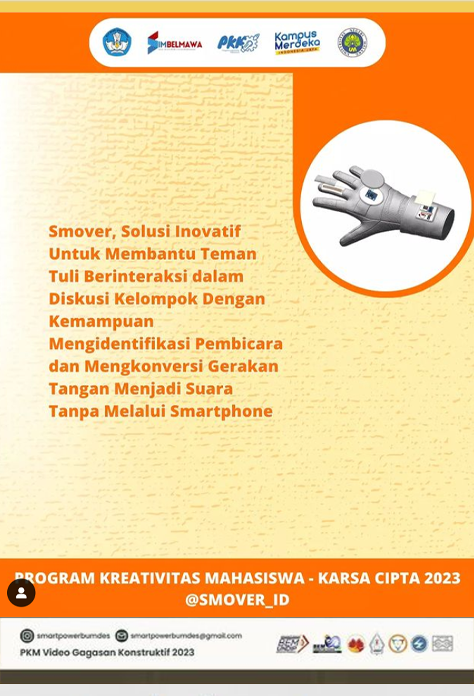 SIMBELMAWA
PKM
Kampus
Merdeka
INDONESIA JAYA
Smover, Solusi Inovatif
Untuk Membantu Teman
Tuli Berinteraksi dalam
Diskusi Kelompok Dengan
Kemampuan
Mengidentifikasi Pembicara
dan Mengkonversi Gerakan
Tangan Menjadi Suara
Tanpa Melalui Smartphone
PROGRAM KREATIVITAS MAHASISWA - KARSA CIPTA 2023
@SMOVER_ID
smartpowerbumdes smartpowerbumdes@gmail.com
PKM Video Gagasan Konstruktif 2023